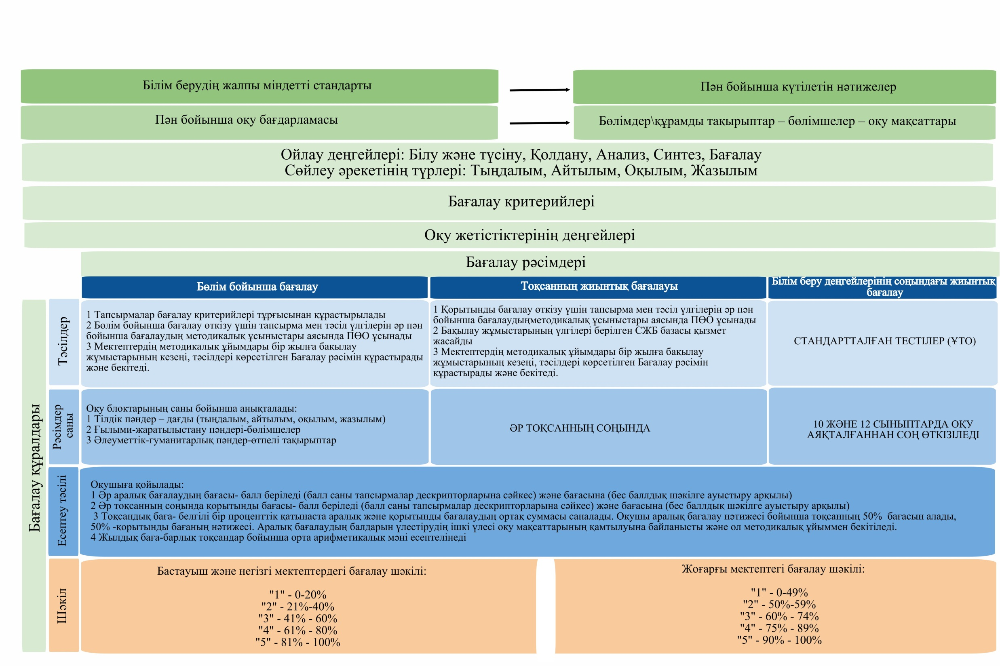 Білім берудің жалпы міндетті стандарты
Пән бойынша күтілетін нәтижелер
Пән бойынша оқу бағдарламасы
Бөлімдер\құрамды тақырыптар – бөлімшелер – оқу мақсаттары
Ойлау деңгейлері: Білу және түсіну, Қолдану, Анализ, Синтез, Бағалау
Сөйлеу әрекетінің түрлері: Тыңдалым, Айтылым, Оқылым, Жазылым
Бағалау критерийлері
Оқу жетістіктерінің деңгейлері
Бағалау рәсімдері
Бөлім бойынша бағалау
Тоқсанның жиынтық бағалауы
Білім беру деңгейлерінің соңындағы жиынтық
бағалау
Бағалау құралдары
Тәсілдер
1 Тапсырмалар бағалау критерийлері тұрғысынан құрастырылады
2 Бөлім бойынша бағалау өткізу үшін тапсырма мен тәсіл үлгілерін әр пән
бойынша бағалаудың методикалық ұсыныстары аясында ПӨО ұсынады
3 Мектептердің методикалық ұйымдары бір жылға бақылау
жұмыстарының кезеңі, тәсілдері көрсетілген Бағалау рәсімін құрастырады
және бекітеді.
1 Қорытынды бағалау өткізу үшін тапсырма мен тәсіл үлгілерін әр пән
бойынша бағалаудыңметодикалық ұсыныстары аясында ПӨО ұсынады
2 Бақылау жұмыстарының үлгілері берілген СЖБ базасы қызмет
жасайды
3 Мектептердің методикалық ұйымдары бір жылға бақылау
жұмыстарының кезеңі, тәсілдері көрсетілген Бағалау рәсімін
құрастырады және бекітеді.
СТАНДАРТТАЛҒАН ТЕСТІЛЕР (ҰТО)
Рәсімдер
саны
Оқу блоктарының саны бойынша анықталады:
1 Тілдік пәндер – дағды (тыңдалым, айтылым, оқылым, жазылым)
2 Ғылыми-жаратылыстану пәндері-бөлімшелер
3 Әлеуметтік-гуманитарлық пәндер-өтпелі тақырыптар
ӘР ТОҚСАННЫҢ СОҢЫНДА
10 ЖӘНЕ 12 СЫНЫПТАРДА ОҚУ
АЯҚТАЛҒАННАН СОҢ ӨТКІЗІЛЕДІ
Есептеу тәсілі
Оқушыға қойылады:
1 Әр аралық бағалаудың бағасы- балл беріледі (балл саны тапсырмалар дескрипторларына сәйкес) және бағасына (бес баллдық шәкілге ауыстыру арқылы)
2 Әр тоқсанның соңында қорытынды бағасы- балл беріледі (балл саны тапсырмалар дескрипторларына сәйкес) және бағасына (бес баллдық шәкілге ауыстыру арқылы)
3 Тоқсандық баға- белгілі бір проценттік қатынаста аралық және қорытынды бағалаудың ортақ суммасы саналады. Оқушы аралық бағалау нәтижесі бойынша тоқсанның 50% бағасын алады,
50% -қорытынды бағаның нәтижесі. Аралық бағалаудың балдарын үлестірудің ішкі үлесі оқу мақсаттарының қамтылуына байланысты және ол методикалық ұйыммен бекітіледі.
4 Жылдық баға-барлық тоқсандар бойынша орта арифметикалық мәні есептелінеді
Шәкіл
Бастауыш және негізгі мектептердегі бағалау шәкілі:
"1" - 0-20%
"2" - 21%-40%
"3" - 41% - 60%
"4" - 61% - 80%
"5" - 81% - 100%
Жоғарғы мектептегі бағалау шәкілі:
"1" - 0-49%
"2" - 50%-59%
"3" - 60% - 74%
"4" - 75% - 89%
"5" - 90% - 100%